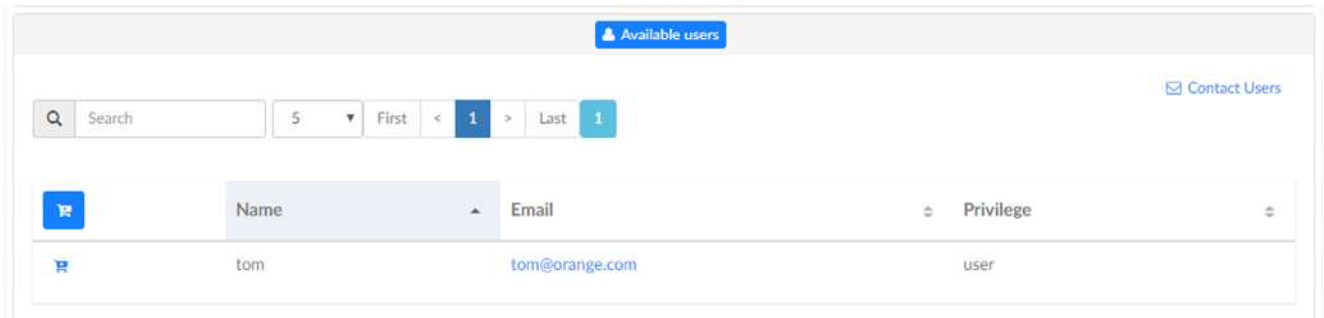 Available users
Contact Users
Search 5 First < 1 > Last 1
Name Email Privilege
tom tom@orange.com user